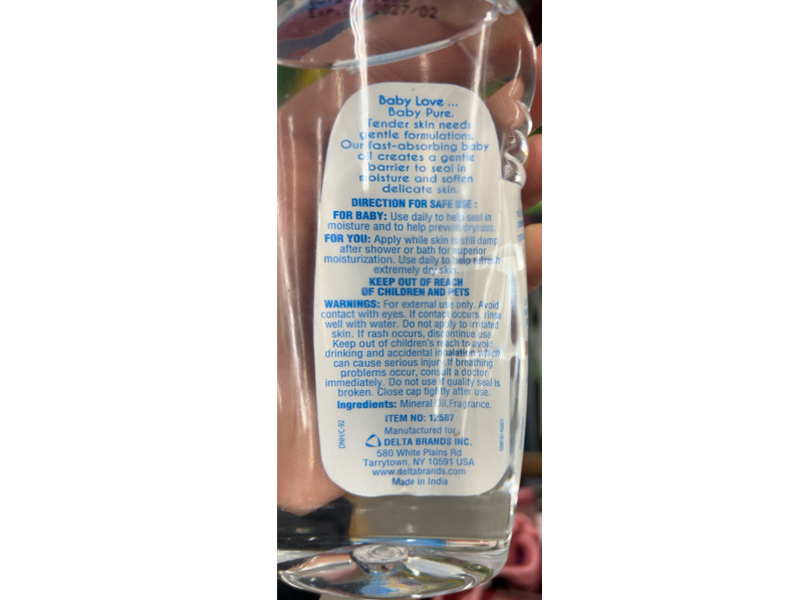 2027/02
Baby Love ...
Baby Pure.
Tender skin needs
gentle formulations.
Our fast-absorbing baby
oil creates a gentle
barrier to seal in
moisture and soften
delicate skin.
DIRECTION FOR SAFE USE :
FOR BABY: Use daily to help seal in
moisture and to help prevent dryness.
FOR YOU: Apply while skin is still damp
after shower or bath for superior
moisturization. Use daily to help refresh
extremely dry skin.
KEEP OUT OF REACH
OF CHILDREN AND PETS
WARNINGS: For external use only. Avoid
contact with eyes. If contact occurs, rinse
well with water. Do not apply to irritated
skin. If rash occurs, discontinue use.
Keep out of children's reach to avoid
drinking and accidental inhalation which
can cause serious injury. If breathing
problems occur, consult a doctor
immediately. Do not use if quality seal is
broken. Close cap tightly after use.
Ingredients: Mineral Oil, Fragrance.
ITEM NO: 12587
Manufactured for
DELTA BRANDS INC.
580 White Plains Rd
Tarrytown, NY 10591 USA
www.deltabrands.com
Made in India